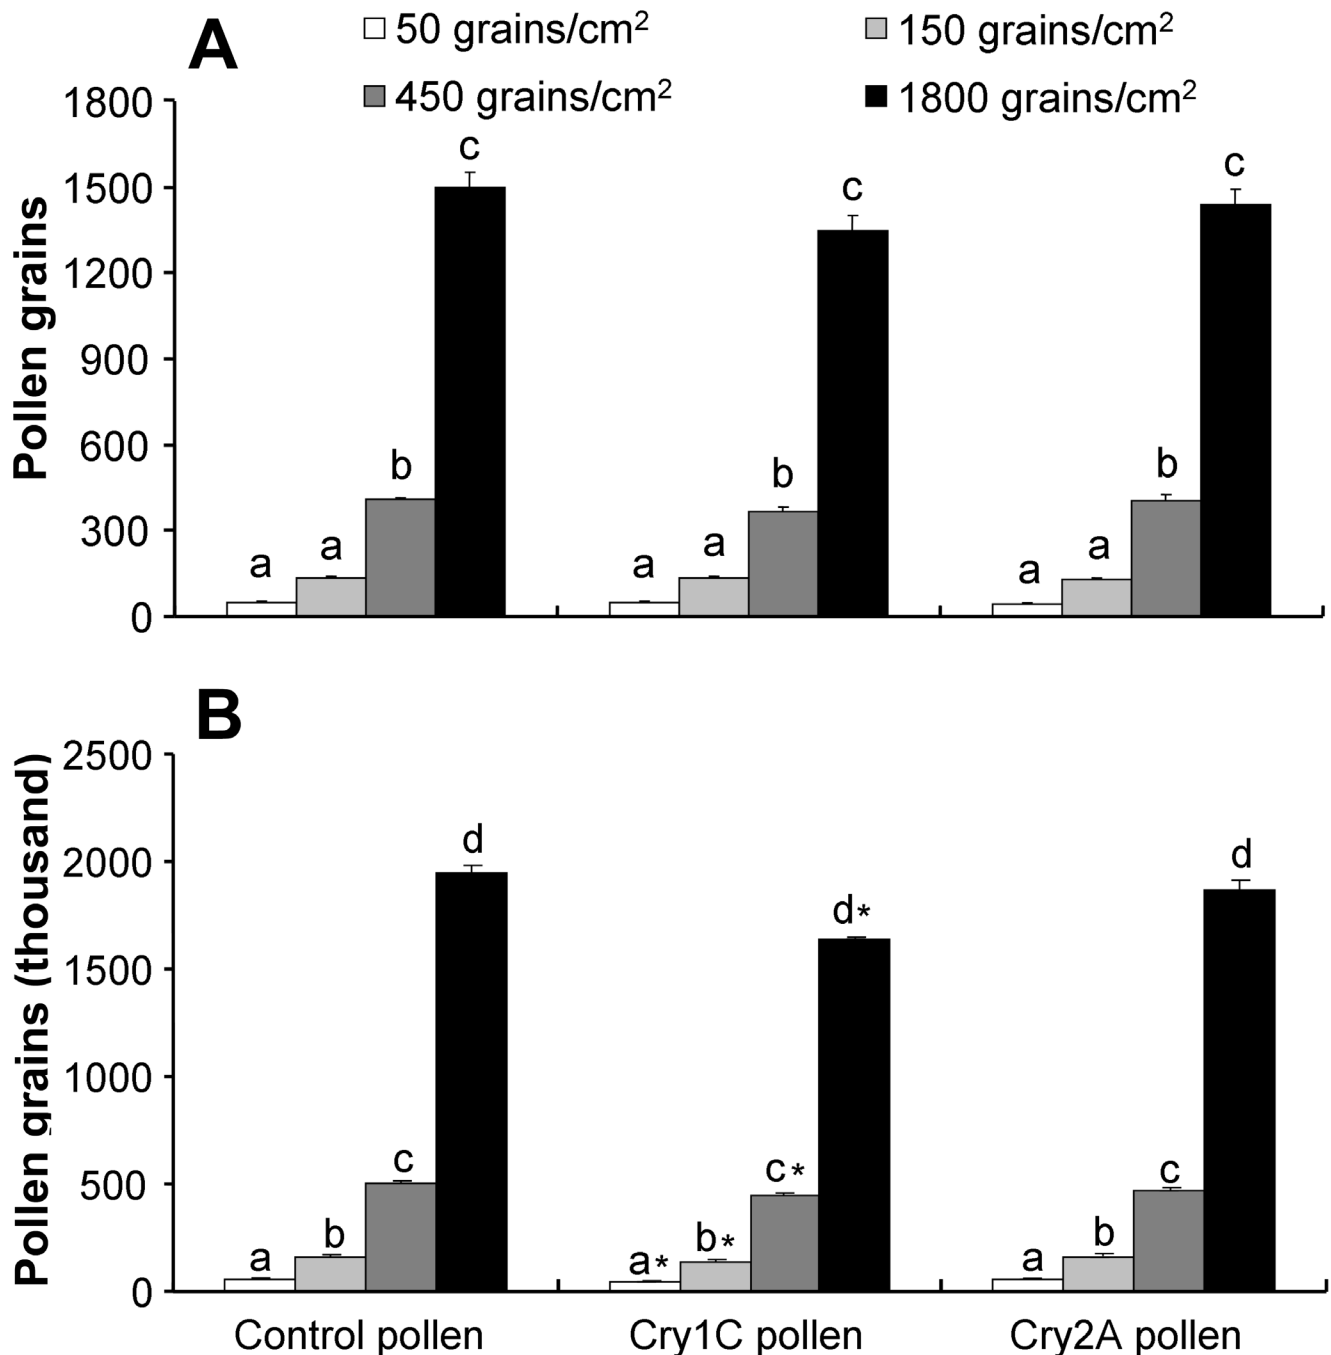 A
50 grains/cm²
150 grains/cm²
450 grains/cm²
1800 grains/cm²
Pollen grains
1800
1500
1200
900
600
300
0
a
a
b
c
a
a
b
c
a
a
b
c
B
Pollen grains (thousand)
2500
2000
1500
1000
500
0
a
b
c
d
a*
b*
c*
d*
a
b
c
d
Control pollen
Cry1C pollen
Cry2A pollen